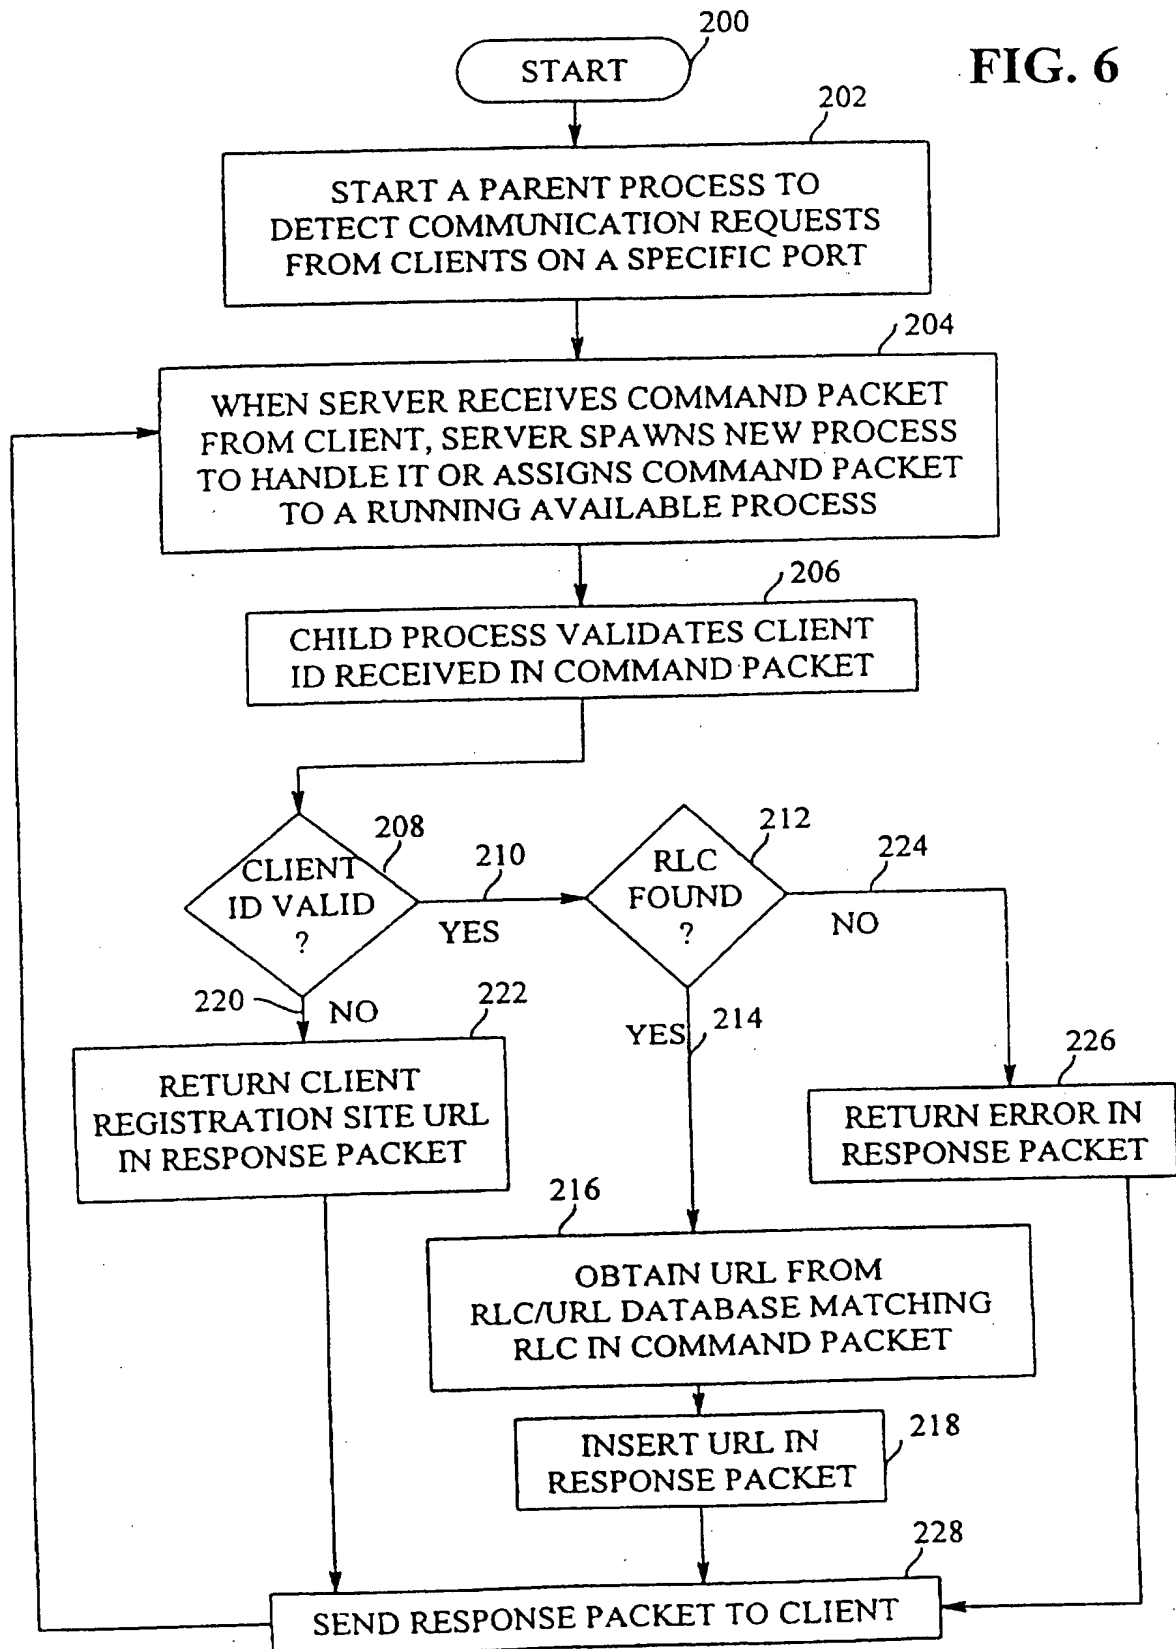 FIG. 6
200
START
202
START A PARENT PROCESS TO
DETECT COMMUNICATION REQUESTS
FROM CLIENTS ON A SPECIFIC PORT
204
WHEN SERVER RECEIVES COMMAND PACKET
FROM CLIENT, SERVER SPAWNS NEW PROCESS
TO HANDLE IT OR ASSIGNS COMMAND PACKET
TO A RUNNING AVAILABLE PROCESS
206
CHILD PROCESS VALIDATES CLIENT
ID RECEIVED IN COMMAND PACKET
208
CLIENT
ID VALID
?
210
YES
212
RLC
FOUND
?
224
NO
220
NO
222
RETURN CLIENT
REGISTRATION SITE URL
IN RESPONSE PACKET
YES
214
226
RETURN ERROR IN
RESPONSE PACKET
216
OBTAIN URL FROM
RLC/URL DATABASE MATCHING
RLC IN COMMAND PACKET
218
INSERT URL IN
RESPONSE PACKET
228
SEND RESPONSE PACKET TO CLIENT